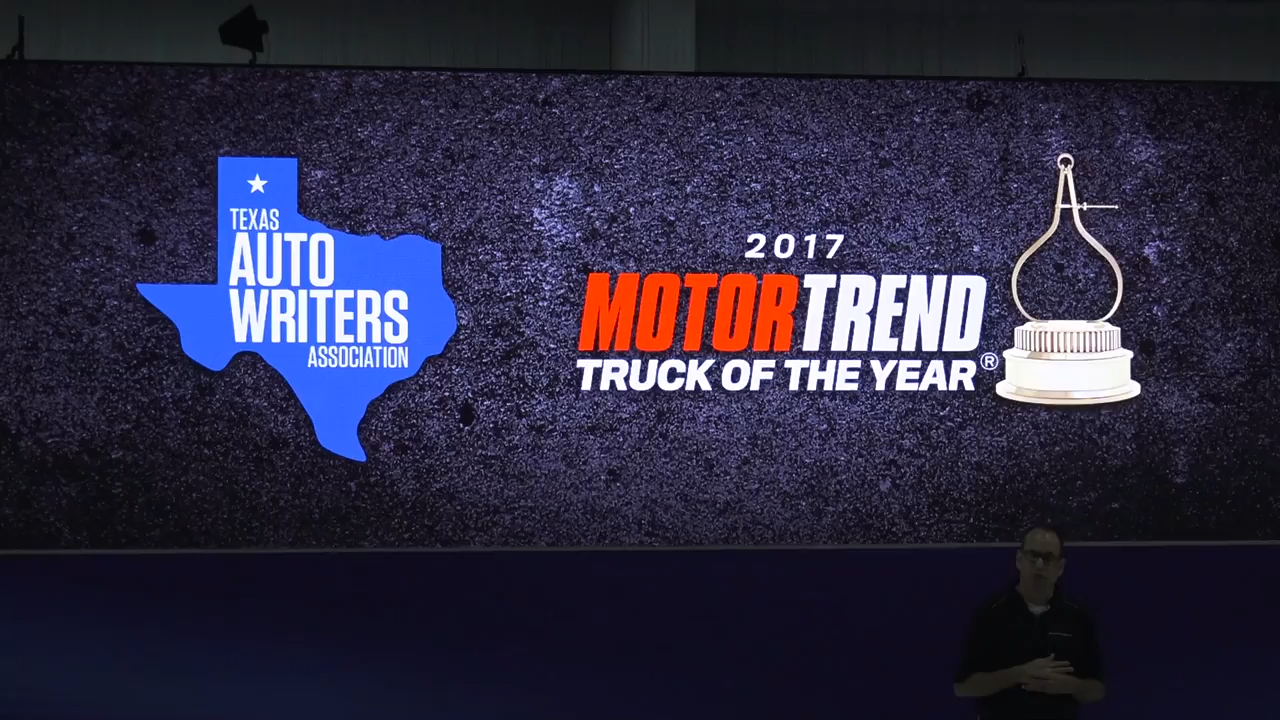 TEXAS
AUTO
WRITERS
ASSOCIATION
2017
MOTORTREND
TRUCK OF THE YEAR®